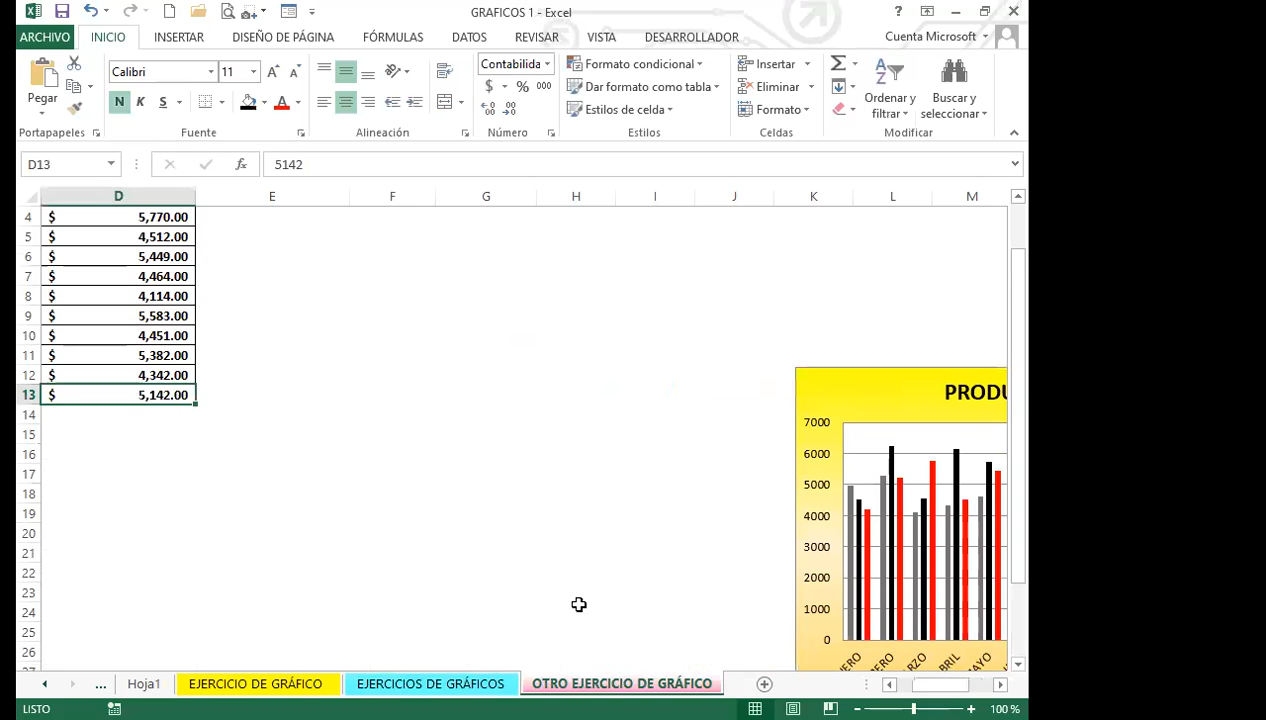 GRAFICOS 1 - Excel
?
ARCHIVO INICIO INSERTAR DISEÑO DE PÁGINA FÓRMULAS DATOS REVISAR VISTA DESARROLLADOR Cuenta Microsoft
Pegar
Calibri 11
N K S
Contabilida
$ % 000
Formato condicional
Dar formato como tabla
Estilos de celda
Insertar
Eliminar
Formato
Ordenar y filtrar
Buscar y seleccionar
Portapapeles Fuente Alineación Número Estilos Celdas Modificar
D13 fx 5142
D E F G H I J K L M
4 $ 5,770.00
5 $ 4,512.00
6 $ 5,449.00
7 $ 4,464.00
8 $ 4,114.00
9 $ 5,583.00
10 $ 4,451.00
11 $ 5,382.00
12 $ 4,342.00
13 $ 5,142.00
14
15
16
17
18
19
20
21
22
23
24
25
26
PRODU
7000
6000
5000
4000
3000
2000
1000
0
NERO RERO ARZO BRIL MAYO
... Hoja1 EJERCICIO DE GRÁFICO EJERCICIOS DE GRÁFICOS OTRO EJERCICIO DE GRÁFICO
LISTO 100 %